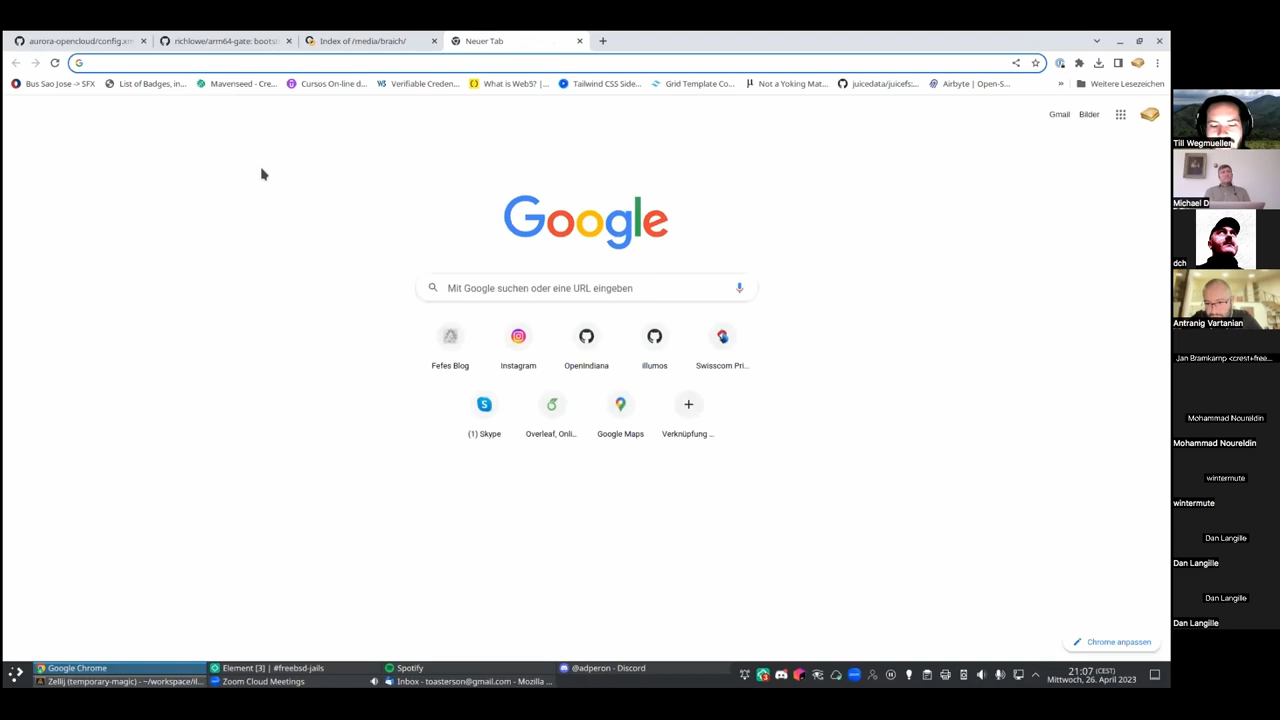 aurora-opencloud/config.xm
richlowe/arm64-gate: boots
Index of /media/braich/
Neuer Tab
Bus Sao Jose -> SFX
List of Badges, in...
Mavenseed - Cre...
Cursos On-line d...
Verifiable Creden...
What is Web5? |...
Tailwind CSS Side...
Grid Template Co...
Not a Yoking Mat...
juicedata/juicefs:...
Airbyte | Open-S...
»
Weitere Lesezeichen
Gmail
Bilder
Google
Mit Google suchen oder eine URL eingeben
Fefes Blog
Instagram
OpenIndiana
illumos
Swisscom Pri...
(1) Skype
Overleaf, Onli...
Google Maps
Verknüpfung ...
Chrome anpassen
Google Chrome
Element [3] | #freebsd-jails
Spotify
@adperon - Discord
Zellij (temporary-magic) - ~/workspace/il...
Zoom Cloud Meetings
Inbox - toasterson@gmail.com - Mozilla ...
21:07 (CEST)
Mittwoch, 26. April 2023
Till Wegmueller
Michael D
dch
Antranig Vartanian
Jan Bramkamp <crest+free...
Mohammad Noureldin
Mohammad Noureldin
wintermute
wintermute
Dan Langille
Dan Langille
Dan Langille
Dan Langille